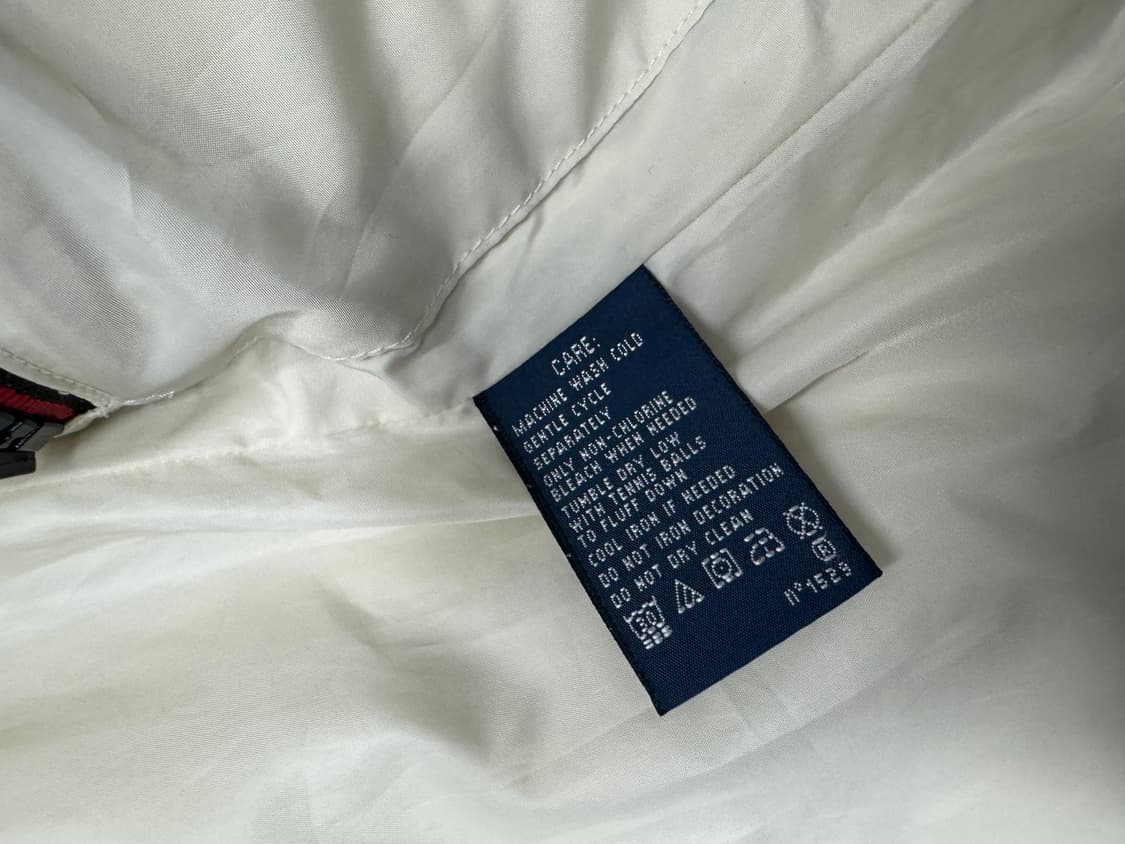 CARE:
MACHINE WASH COLD
GENTLE CYCLE
SEPARATELY
ONLY NON-CHLORINE
BLEACH WHEN NEEDED
TUMBLE DRY LOW
WITH TENNIS BALLS
TO FLUFF DOWN
COOL IRON IF NEEDED
DO NOT IRON DECORATION
DO NOT DRY CLEAN
30
n°1529